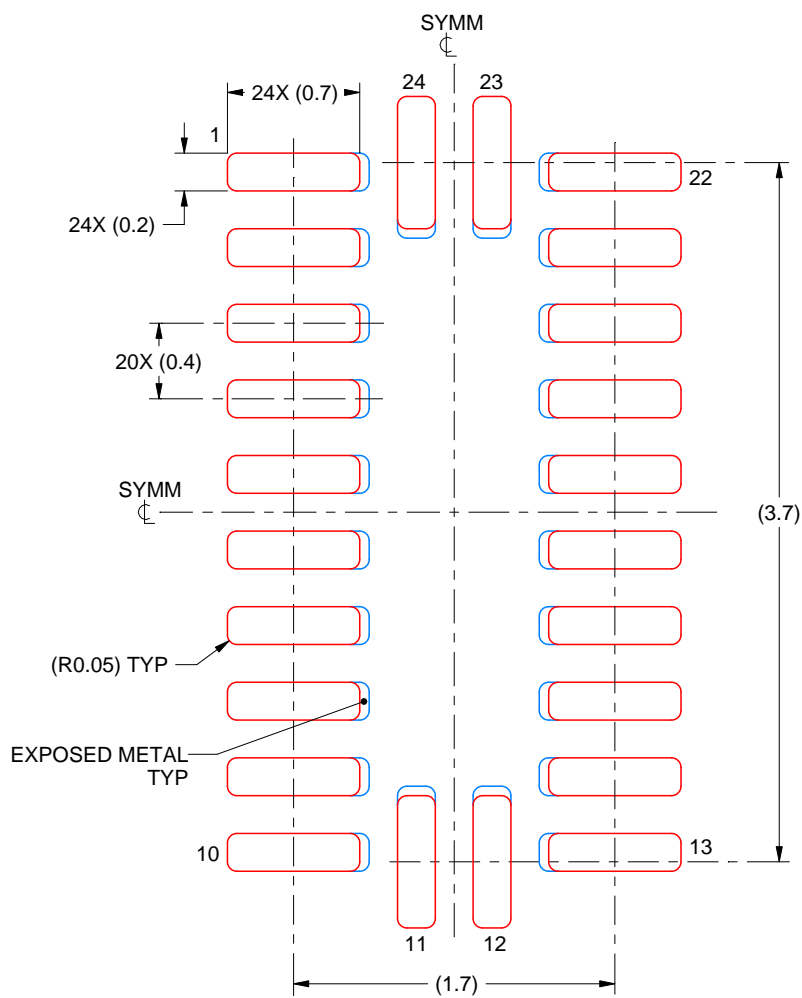 SYMM
℄
24X (0.7)
24
23
1
22
24X (0.2)
20X (0.4)
SYMM
℄
(3.7)
(R0.05) TYP
EXPOSED METAL
TYP
10
13
11
12
(1.7)